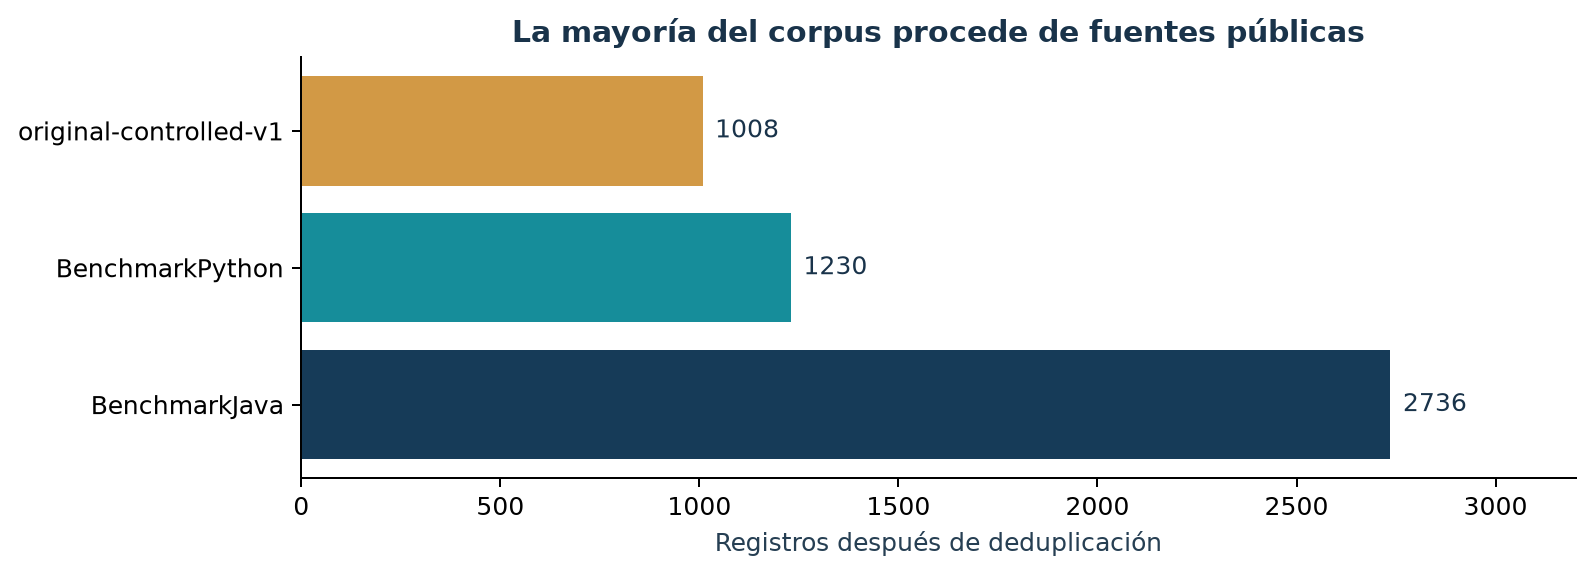 La mayoría del corpus procede de fuentes públicas
original-controlled-v1
1008
BenchmarkPython
1230
BenchmarkJava
2736
0 500 1000 1500 2000 2500 3000
Registros después de deduplicación